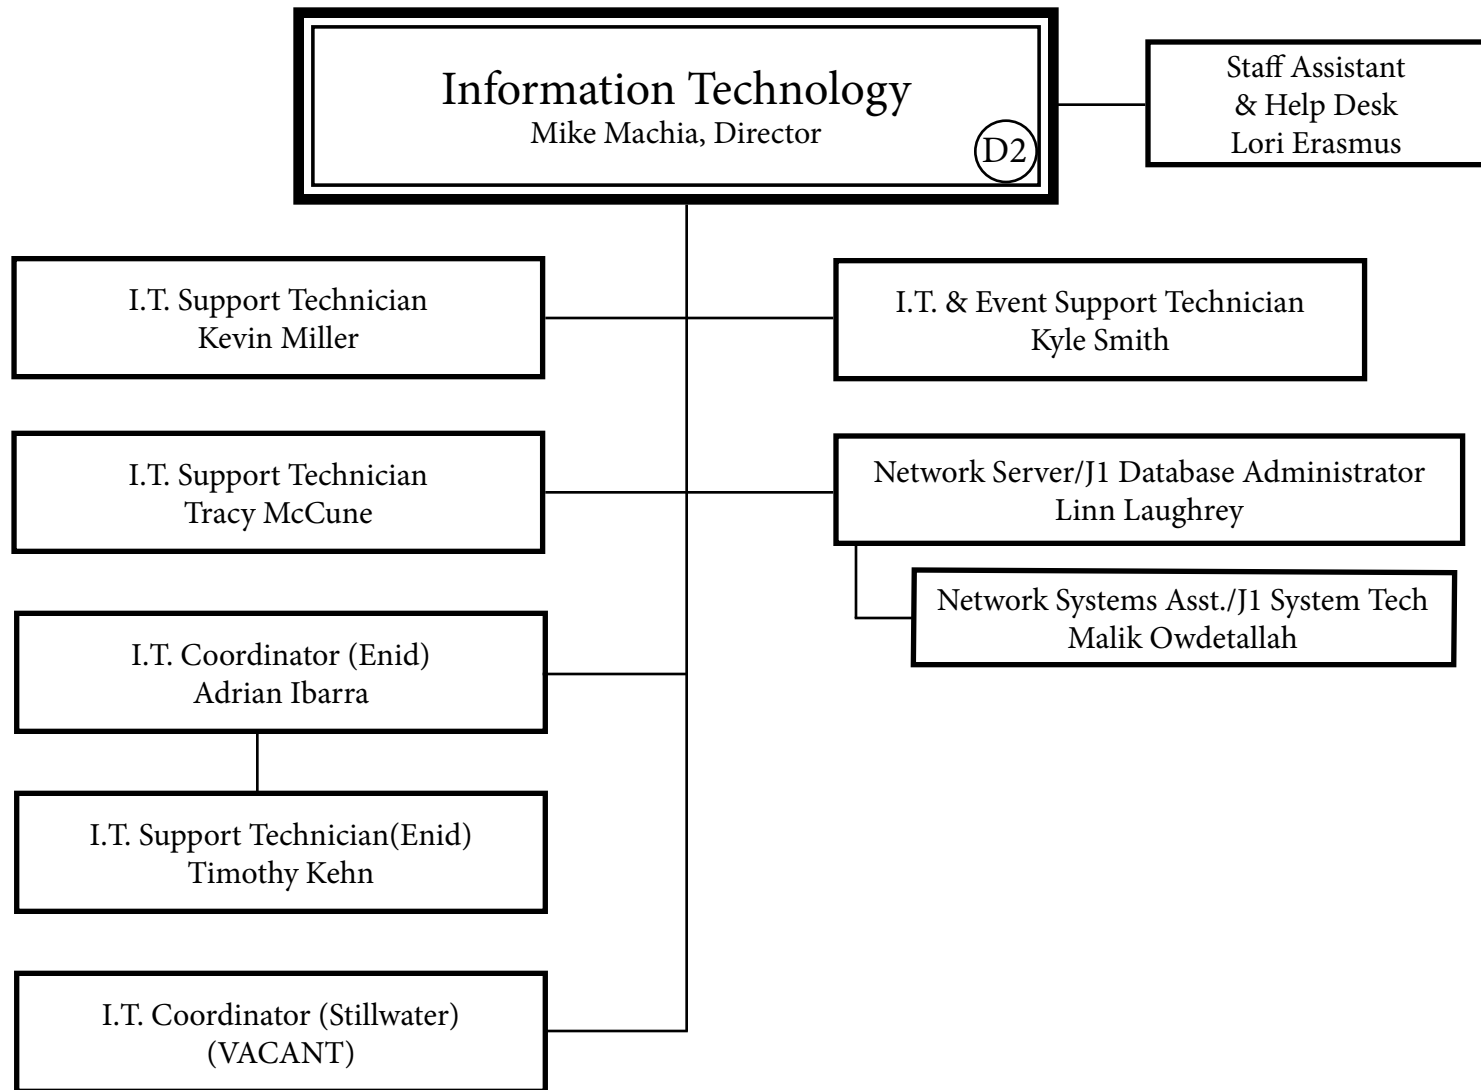 Information Technology
Mike Machia, Director
D2
Staff Assistant
& Help Desk
Lori Erasmus
I.T. Support Technician
Kevin Miller
I.T. & Event Support Technician
Kyle Smith
I.T. Support Technician
Tracy McCune
Network Server/J1 Database Administrator
Linn Laughrey
Network Systems Asst./J1 System Tech
Malik Owdetallah
I.T. Coordinator (Enid)
Adrian Ibarra
I.T. Support Technician(Enid)
Timothy Kehn
I.T. Coordinator (Stillwater)
(VACANT)